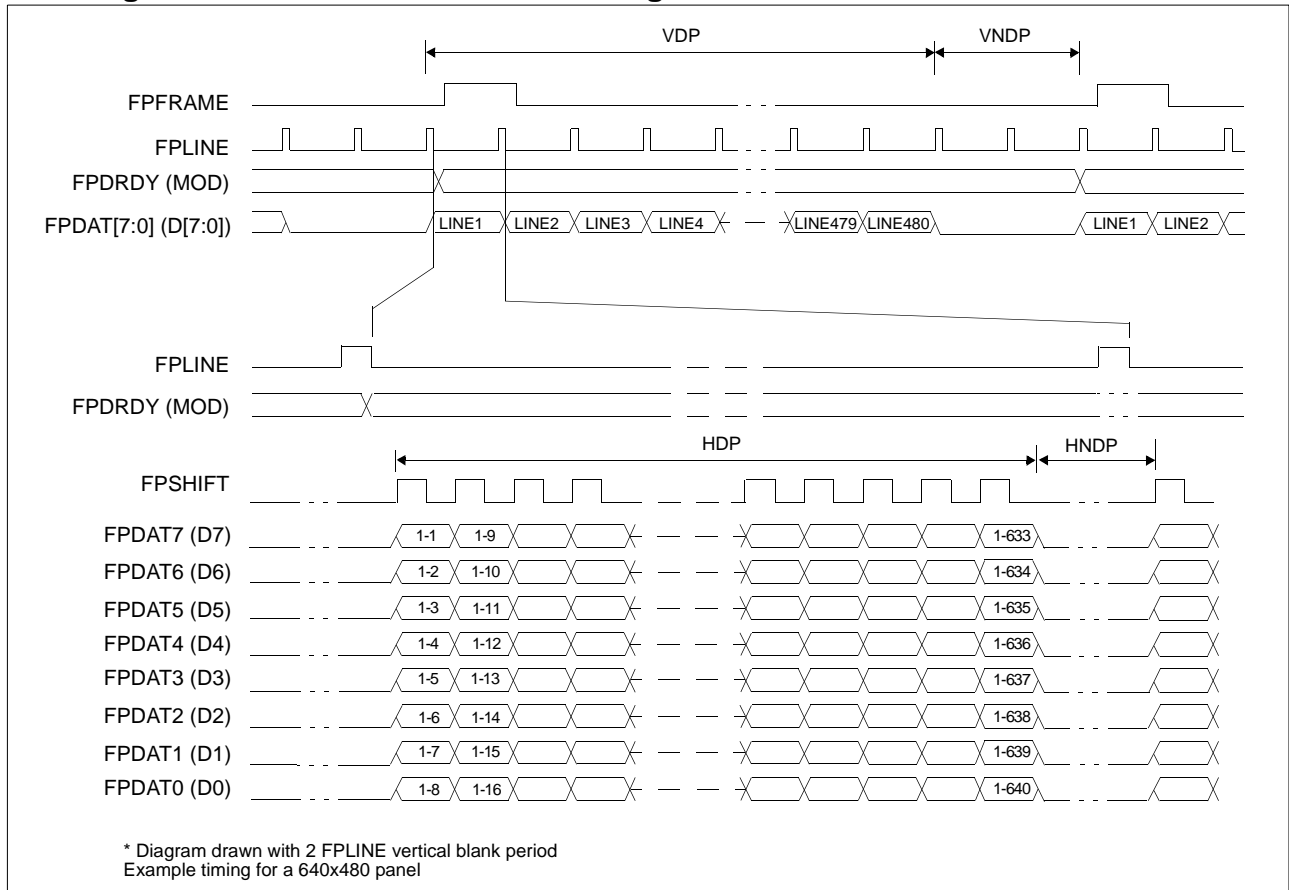 VDP VNDP
FPFRAME
FPLINE
FPDRDY (MOD)
FPDAT[7:0] (D[7:0]) LINE1 LINE2 LINE3 LINE4 LINE479 LINE480 LINE1 LINE2
FPLINE
FPDRDY (MOD)
HDP HNDP
FPSHIFT
FPDAT7 (D7) 1-1 1-9 1-633
FPDAT6 (D6) 1-2 1-10 1-634
FPDAT5 (D5) 1-3 1-11 1-635
FPDAT4 (D4) 1-4 1-12 1-636
FPDAT3 (D3) 1-5 1-13 1-637
FPDAT2 (D2) 1-6 1-14 1-638
FPDAT1 (D1) 1-7 1-15 1-639
FPDAT0 (D0) 1-8 1-16 1-640
* Diagram drawn with 2 FPLINE vertical blank period
Example timing for a 640x480 panel